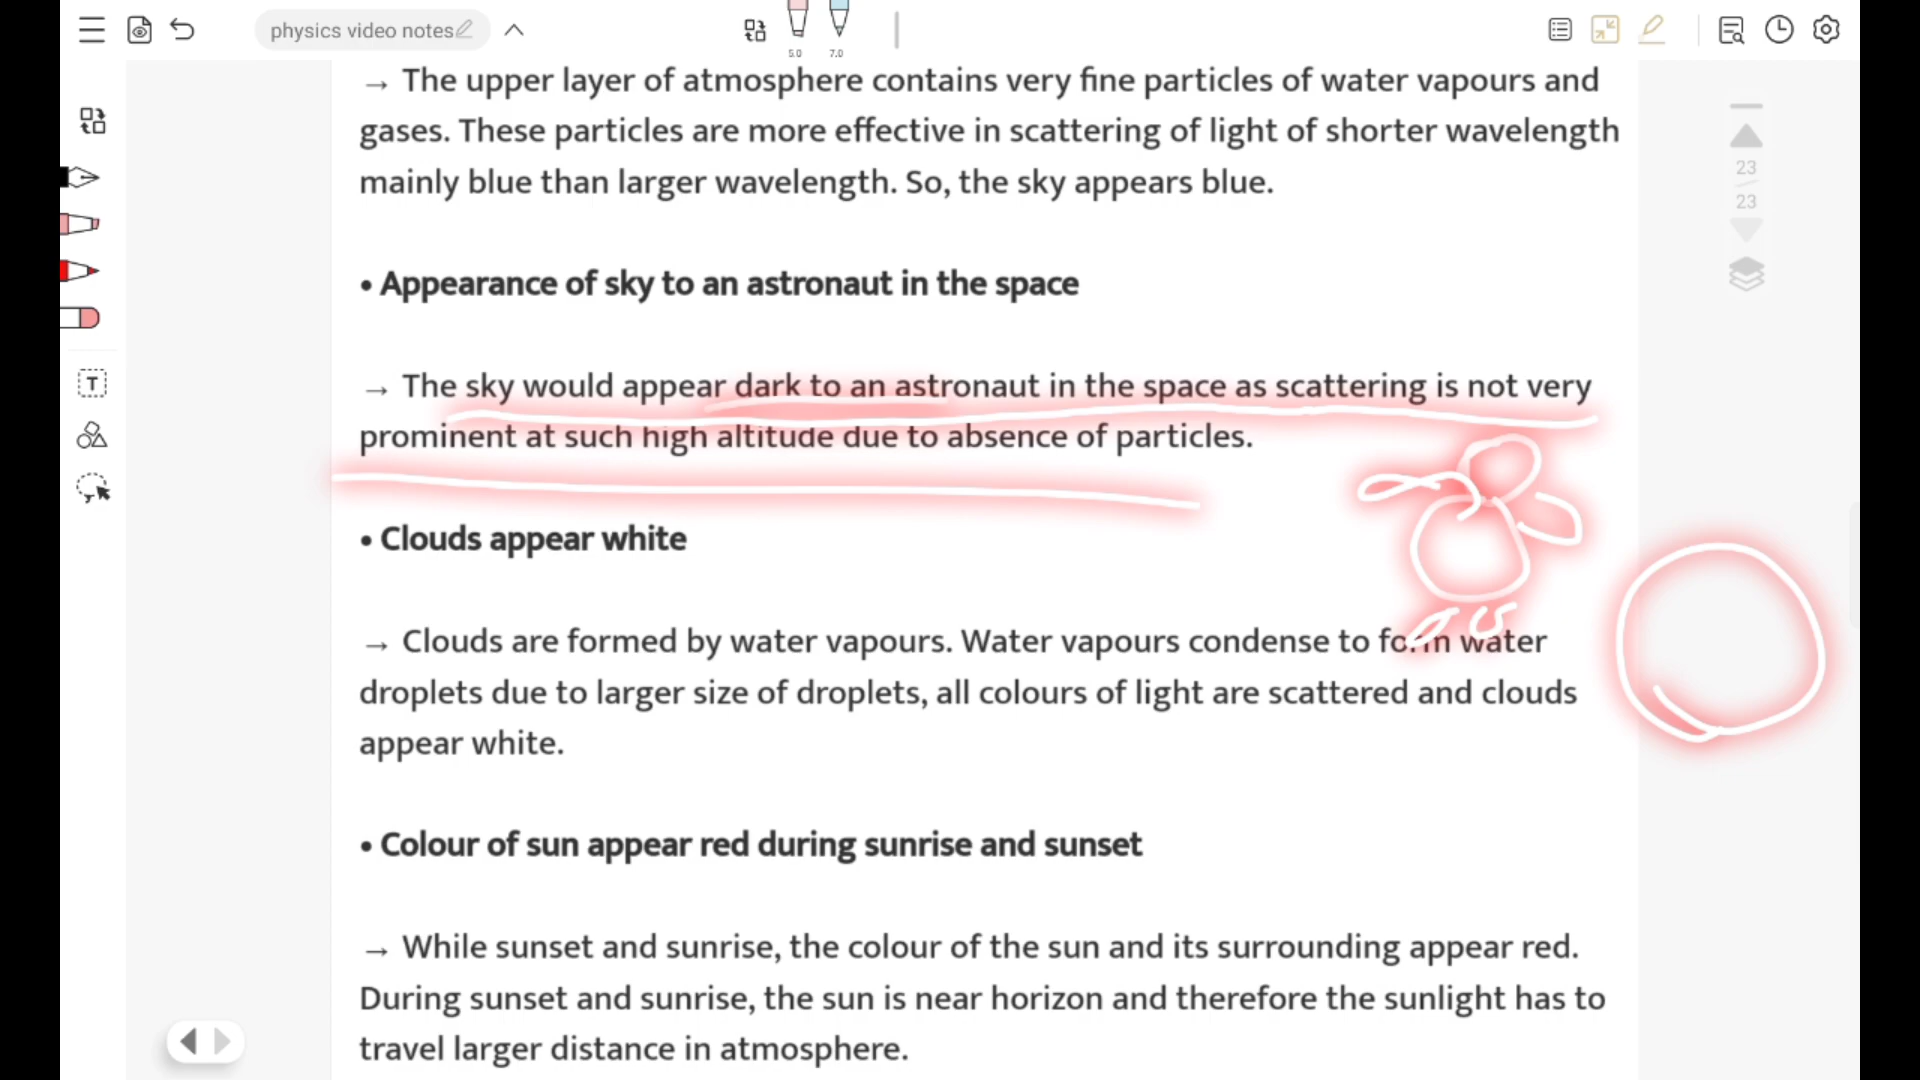 physics video notes
5.0
7.0
→ The upper layer of atmosphere contains very fine particles of water vapours and
gases. These particles are more effective in scattering of light of shorter wavelength
mainly blue than larger wavelength. So, the sky appears blue.
23
23
• Appearance of sky to an astronaut in the space
→ The sky would appear dark to an astronaut in the space as scattering is not very
prominent at such high altitude due to absence of particles.
T
• Clouds appear white
→ Clouds are formed by water vapours. Water vapours condense to form water
droplets due to larger size of droplets, all colours of light are scattered and clouds
appear white.
• Colour of sun appear red during sunrise and sunset
→ While sunset and sunrise, the colour of the sun and its surrounding appear red.
During sunset and sunrise, the sun is near horizon and therefore the sunlight has to
travel larger distance in atmosphere.